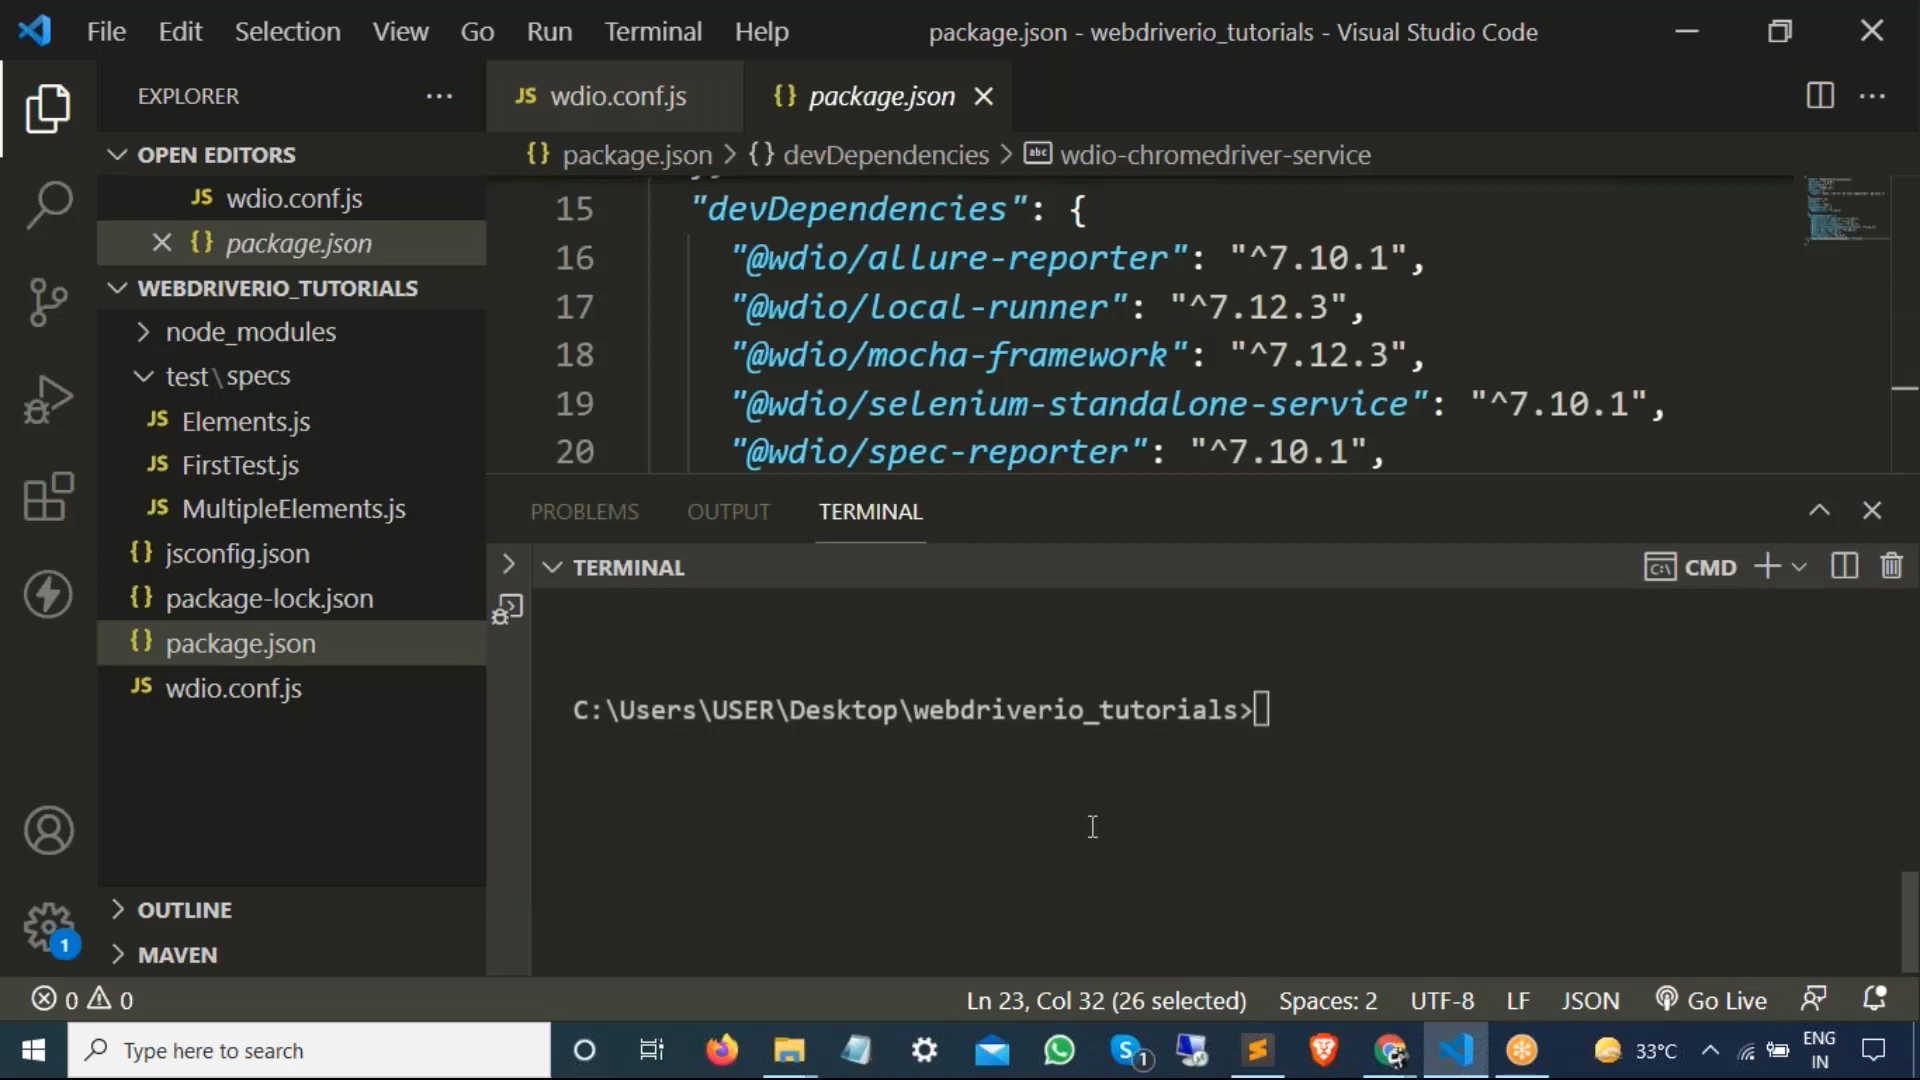 File Edit Selection View Go Run Terminal Help package.json - webdriverio_tutorials - Visual Studio Code
EXPLORER ...
JS wdio.conf.js {} package.json
OPEN EDITORS
{} package.json > {} devDependencies > abc wdio-chromedriver-service
JS wdio.conf.js
{} package.json
WEBDRIVERIO_TUTORIALS
node_modules
test\specs
JS Elements.js
JS FirstTest.js
JS MultipleElements.js
{} jsconfig.json
{} package-lock.json
{} package.json
JS wdio.conf.js
OUTLINE
MAVEN
15 "devDependencies": {
16 "@wdio/allure-reporter": "^7.10.1",
17 "@wdio/local-runner": "^7.12.3",
18 "@wdio/mocha-framework": "^7.12.3",
19 "@wdio/selenium-standalone-service": "^7.10.1",
20 "@wdio/spec-reporter": "^7.10.1",
PROBLEMS OUTPUT TERMINAL
TERMINAL CMD
C:\Users\USER\Desktop\webdriverio_tutorials>
1
0 0 Ln 23, Col 32 (26 selected) Spaces: 2 UTF-8 LF JSON Go Live
Type here to search 1 33°C ENG
IN